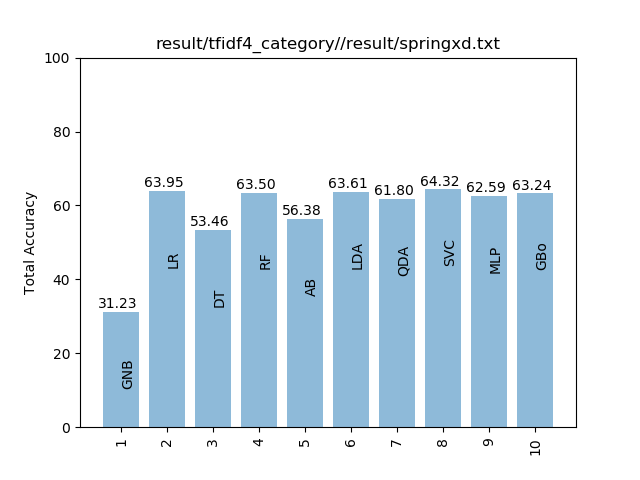 result/tfidf4_category//result/springxd.txt
Total Accuracy
100
80
60
40
20
0
31.23
63.95
53.46
63.50
56.38
63.61
61.80
64.32
62.59
63.24
GNB
LR
DT
RF
AB
LDA
QDA
SVC
MLP
GBo
1
2
3
4
5
6
7
8
9
10